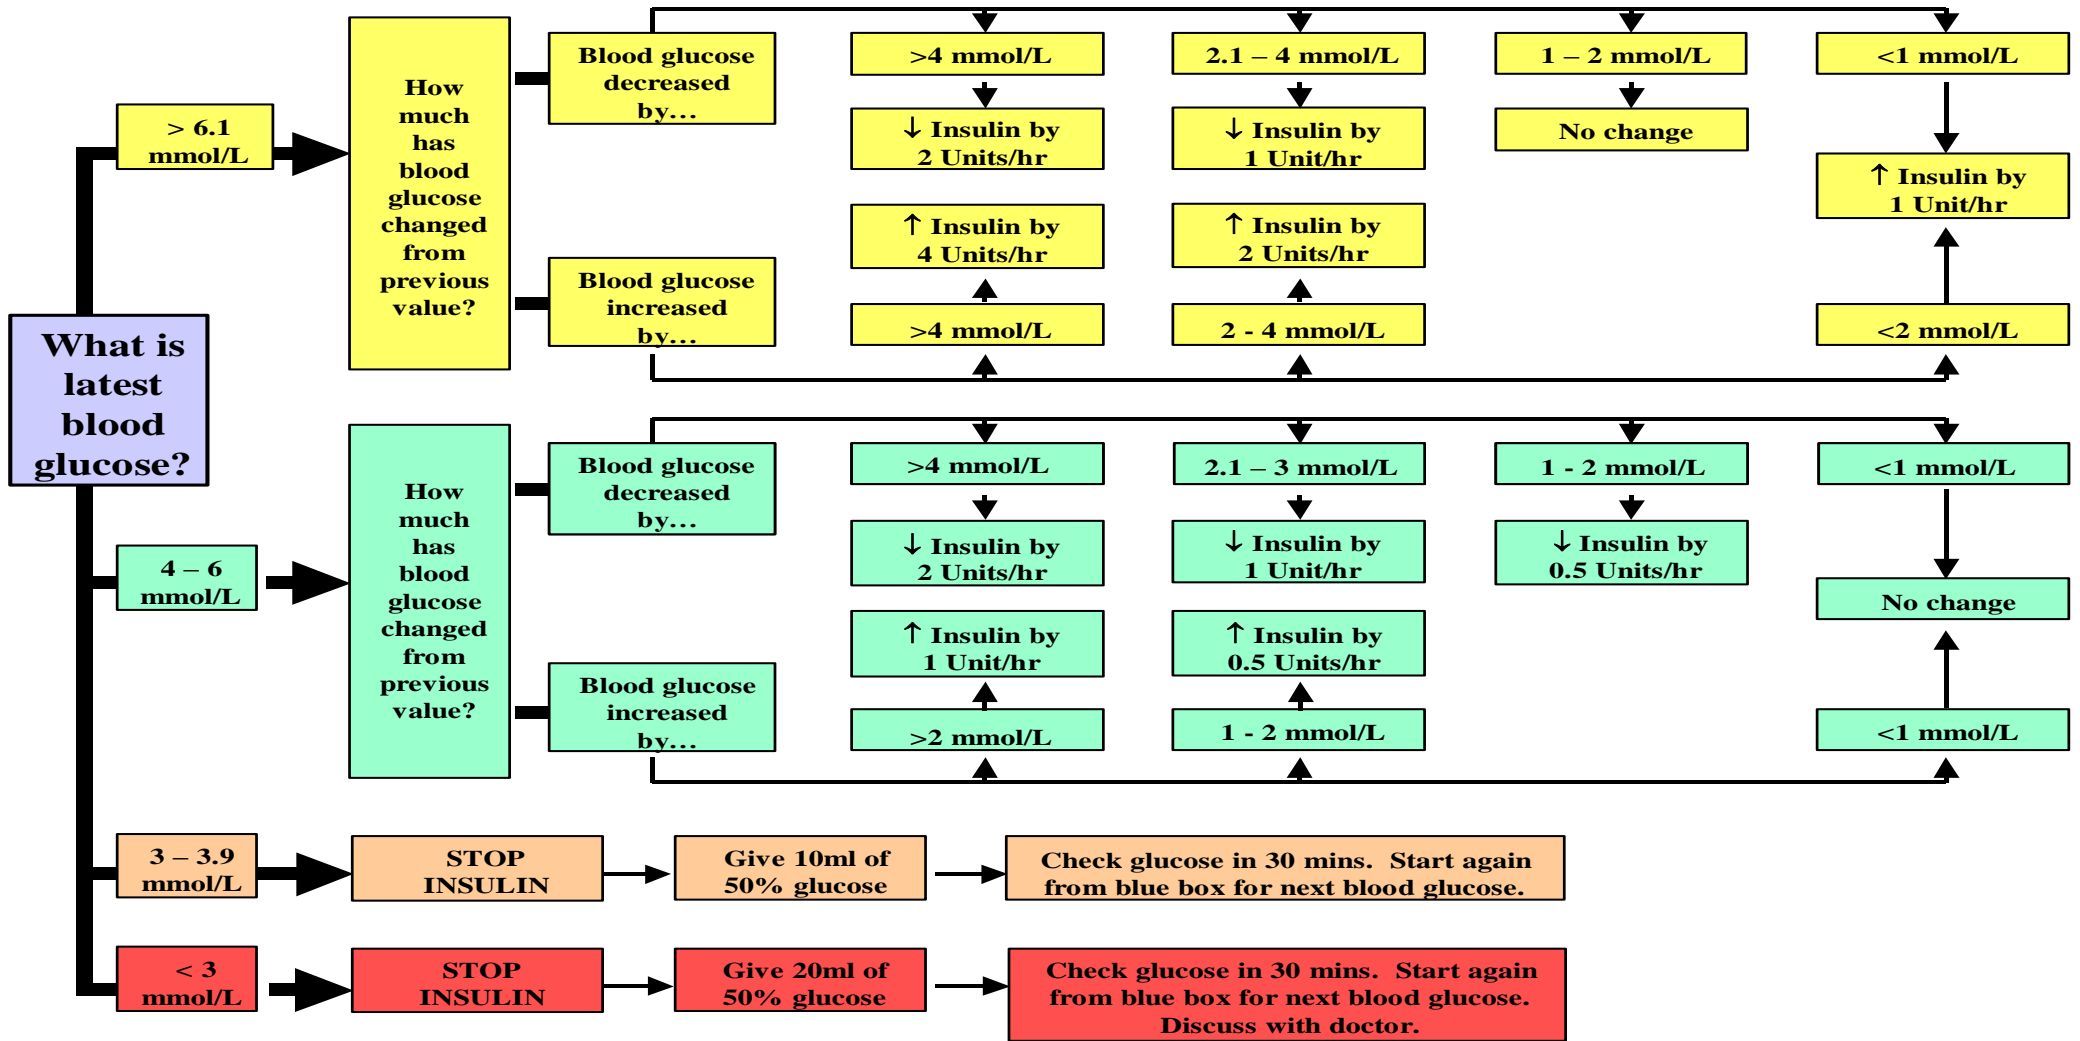 What is
latest
blood
glucose?
> 6.1
mmol/L
How
much
has
blood
glucose
changed
from
previous
value?
Blood glucose
decreased
by…
>4 mmol/L
2.1 – 4 mmol/L
1 – 2 mmol/L
<1 mmol/L
↓ Insulin by
2 Units/hr
↓ Insulin by
1 Unit/hr
No change
↑ Insulin by
1 Unit/hr
↑ Insulin by
4 Units/hr
↑ Insulin by
2 Units/hr
Blood glucose
increased
by…
>4 mmol/L
2 - 4 mmol/L
<2 mmol/L
4 – 6
mmol/L
How
much
has
blood
glucose
changed
from
previous
value?
Blood glucose
decreased
by…
>4 mmol/L
2.1 – 3 mmol/L
1 - 2 mmol/L
<1 mmol/L
↓ Insulin by
2 Units/hr
↓ Insulin by
1 Unit/hr
↓ Insulin by
0.5 Units/hr
No change
↑ Insulin by
1 Unit/hr
↑ Insulin by
0.5 Units/hr
Blood glucose
increased
by…
>2 mmol/L
1 - 2 mmol/L
<1 mmol/L
3 – 3.9
mmol/L
STOP
INSULIN
Give 10ml of
50% glucose
Check glucose in 30 mins. Start again
from blue box for next blood glucose.
< 3
mmol/L
STOP
INSULIN
Give 20ml of
50% glucose
Check glucose in 30 mins. Start again
from blue box for next blood glucose.
Discuss with doctor.